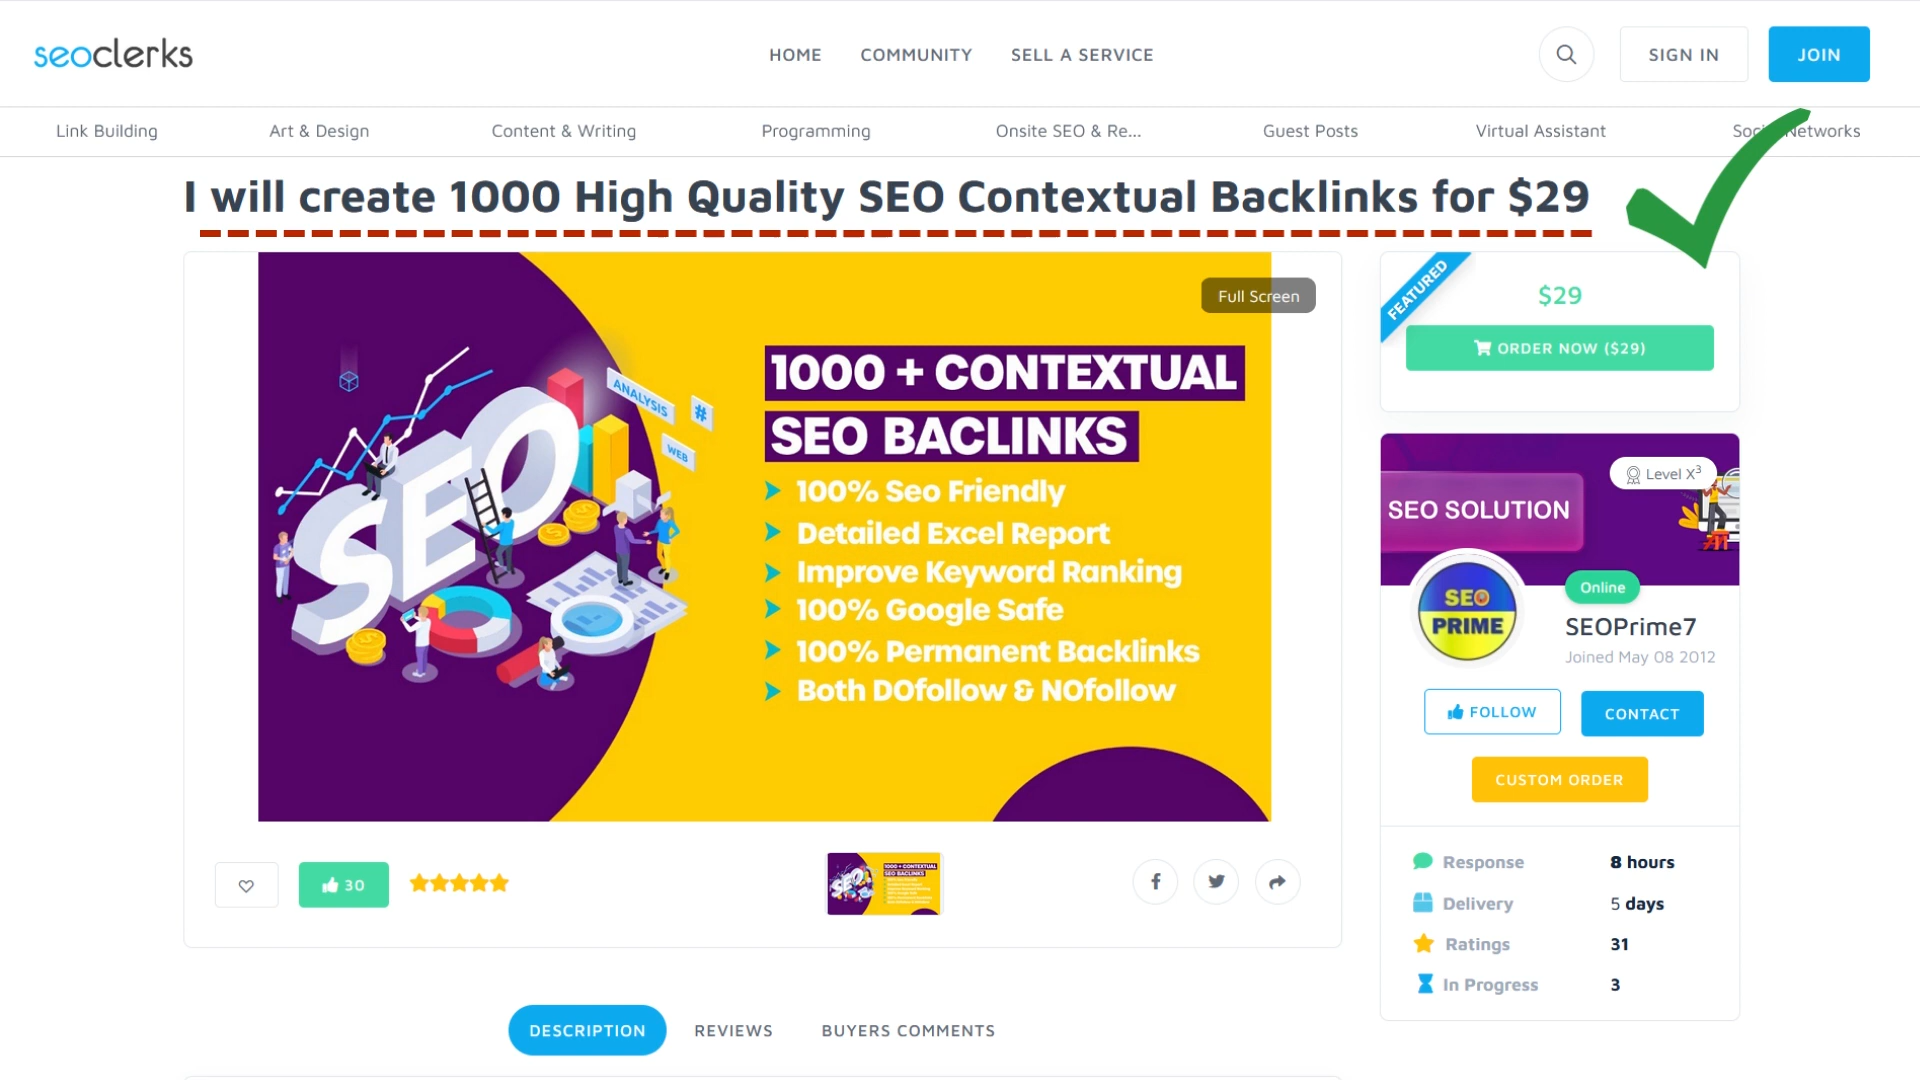 seoclerks
HOME COMMUNITY SELL A SERVICE
SIGN IN
JOIN
Link Building Art & Design Content & Writing Programming Onsite SEO & Re... Guest Posts Virtual Assistant Networks
I will create 1000 High Quality SEO Contextual Backlinks for $29
Full Screen
SEO
ANALYSIS
#
WEB
1000 + CONTEXTUAL
SEO BACLINKS
100% Seo Friendly
Detailed Excel Report
Improve Keyword Ranking
100% Google Safe
100% Permanent Backlinks
Both DOfollow & NOfollow
30
FEATURED
$29
ORDER NOW ($29)
Level X³
SEO SOLUTION
SEO
PRIME
Online
SEOPrime7
Joined May 08 2012
FOLLOW
CONTACT
CUSTOM ORDER
Response 8 hours
Delivery 5 days
Ratings 31
In Progress 3
DESCRIPTION REVIEWS BUYERS COMMENTS